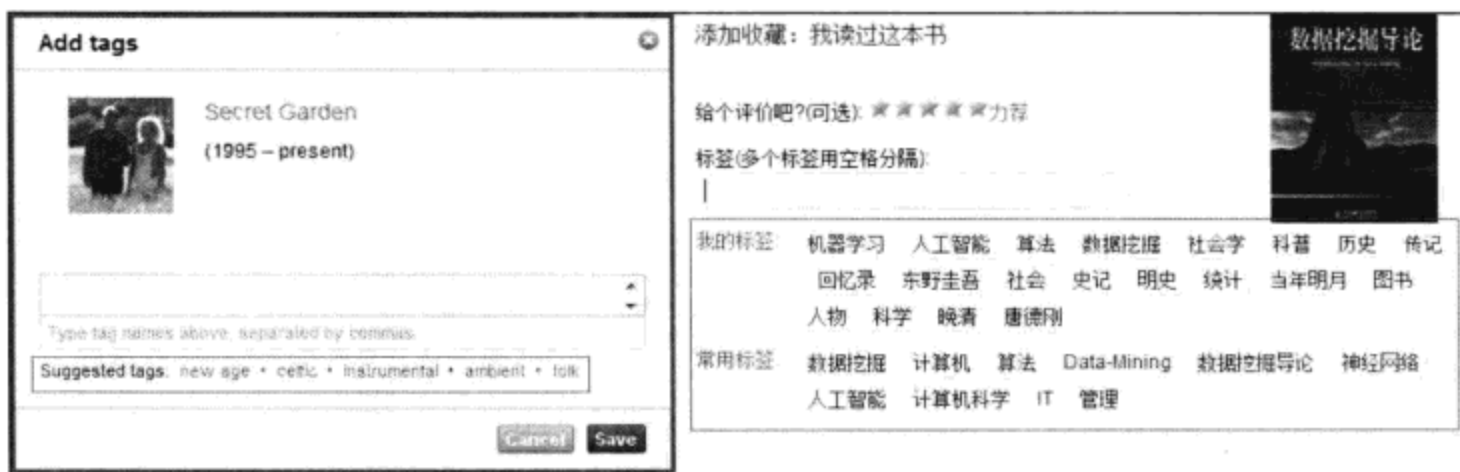 Add tags
Secret Garden
(1995 – present)
Type tag names above, separated by commas.
Suggested tags: new age • celtic • instrumental • ambient • folk
Cancel Save
添加收藏：我读过这本书
给个评价吧?(可选): ★★★★★力荐
标签(多个标签用空格分隔):
我的标签: 机器学习 人工智能 算法 数据挖掘 社会学 科普 历史 传记
回忆录 东野圭吾 社会 史记 明史 统计 当年明月 图书
人物 科学 晚清 唐德刚
常用标签: 数据挖掘 计算机 算法 Data-Mining 数据挖掘导论 神经网络
人工智能 计算机科学 IT 管理
数据挖掘导论